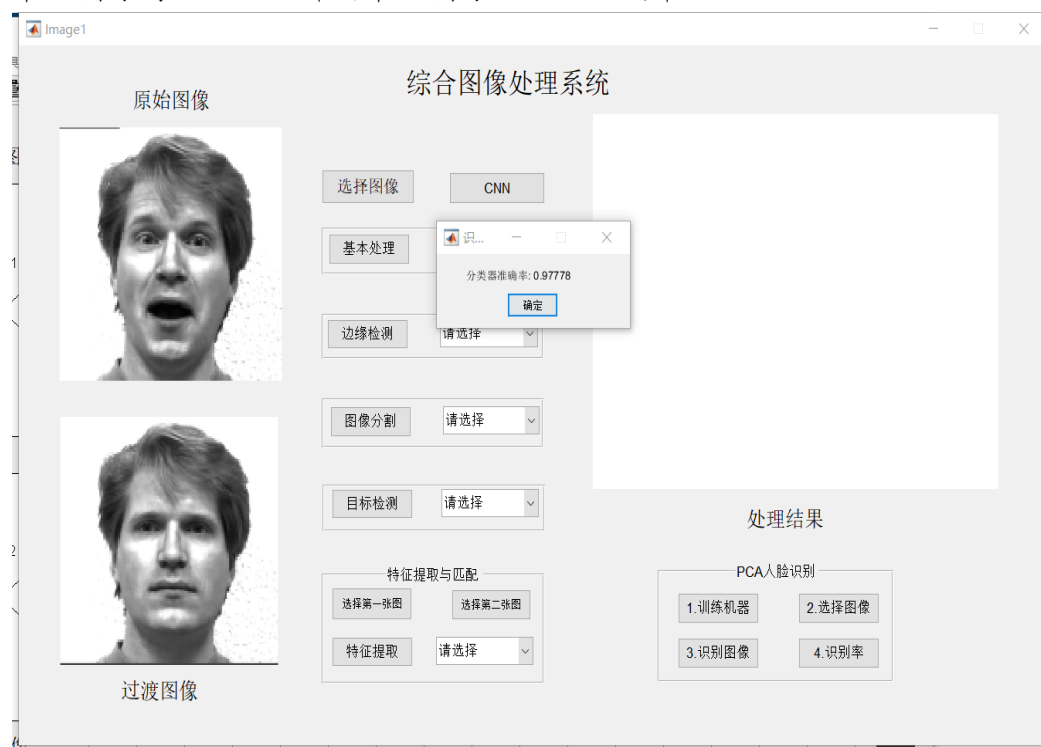 Image1
综合图像处理系统
原始图像
选择图像
CNN
基本处理
识...
分类器准确率: 0.97778
确定
边缘检测
请选择
图像分割
请选择
目标检测
请选择
处理结果
特征提取与匹配
选择第一张图
选择第二张图
特征提取
请选择
PCA人脸识别
1.训练机器
2.选择图像
3.识别图像
4.识别率
过渡图像